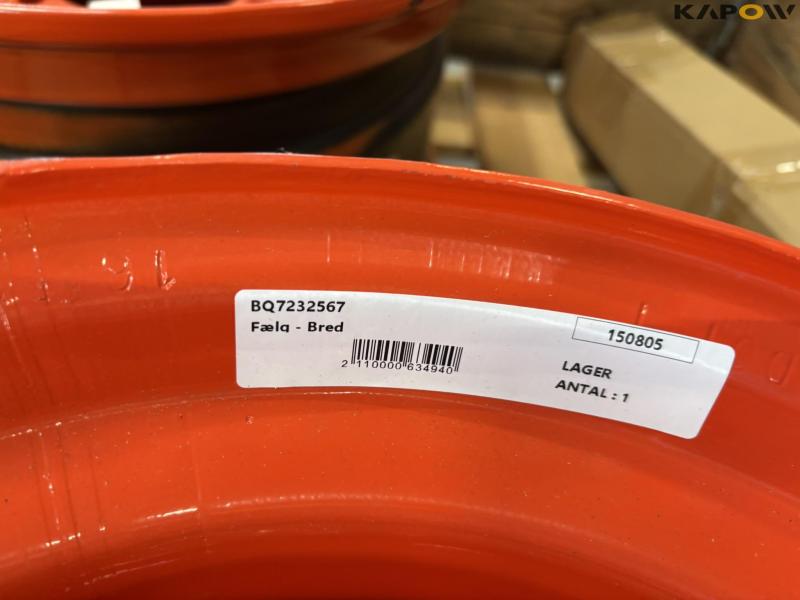 KAPOW
BQ7232567
Fælg - Bred
150805
2 110000 634940
LAGER
ANTAL : 1